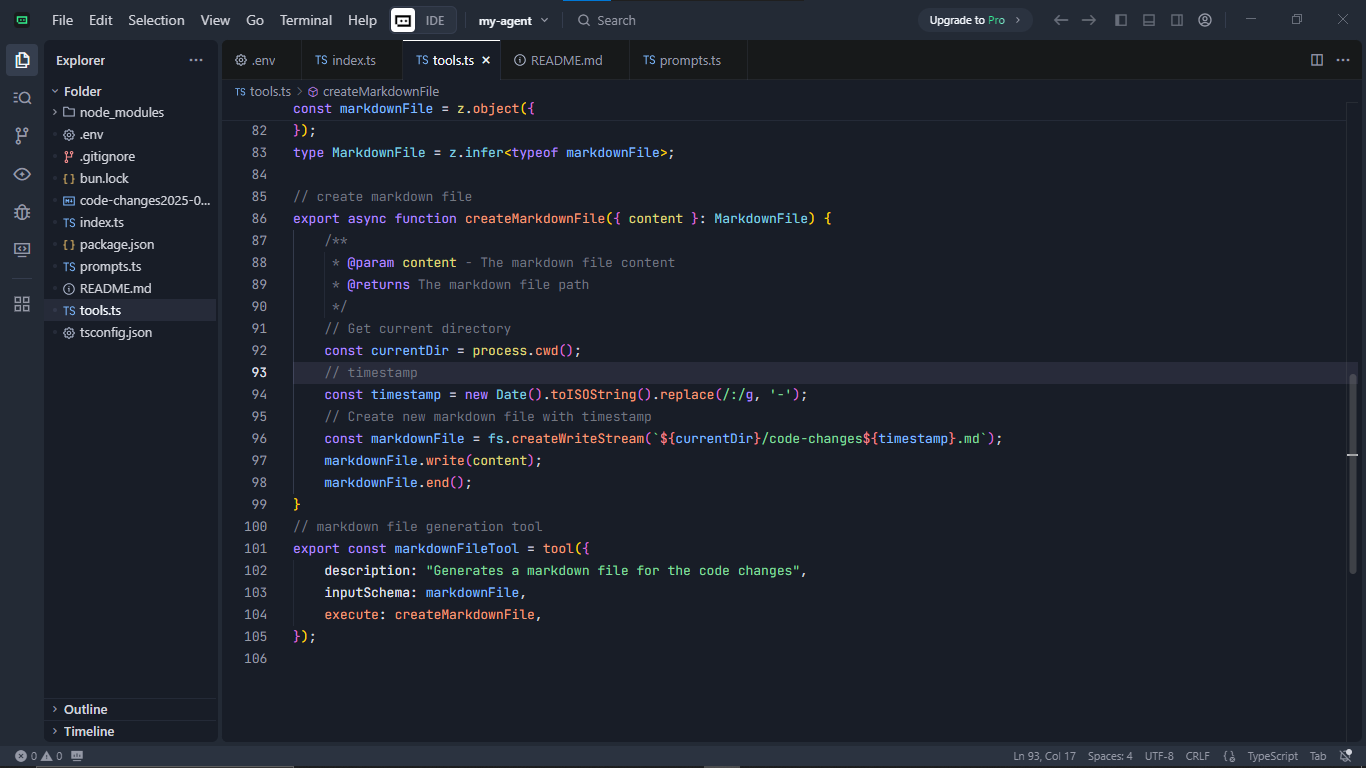 File Edit Selection View Go Terminal Help IDE my-agent Search Upgrade to Pro
Explorer
.env
TS index.ts
TS tools.ts
README.md
TS prompts.ts
Folder
node_modules
.env
.gitignore
{ } bun.lock
code-changes2025-0...
TS index.ts
{ } package.json
TS prompts.ts
README.md
TS tools.ts
tsconfig.json
Outline
Timeline
TS tools.ts > createMarkdownFile
const markdownFile = z.object({
82 });
83 type MarkdownFile = z.infer<typeof markdownFile>;
84
85 // create markdown file
86 export async function createMarkdownFile({ content }: MarkdownFile) {
87 /**
88 * @param content - The markdown file content
89 * @returns The markdown file path
90 */
91 // Get current directory
92 const currentDir = process.cwd();
93 // timestamp
94 const timestamp = new Date().toISOString().replace(/:/g, '-');
95 // Create new markdown file with timestamp
96 const markdownFile = fs.createWriteStream(`${currentDir}/code-changes${timestamp}.md`);
97 markdownFile.write(content);
98 markdownFile.end();
99 }
100 // markdown file generation tool
101 export const markdownFileTool = tool({
102 description: "Generates a markdown file for the code changes",
103 inputSchema: markdownFile,
104 execute: createMarkdownFile,
105 });
106
0 0 Ln 93, Col 17 Spaces: 4 UTF-8 CRLF {} TypeScript Tab